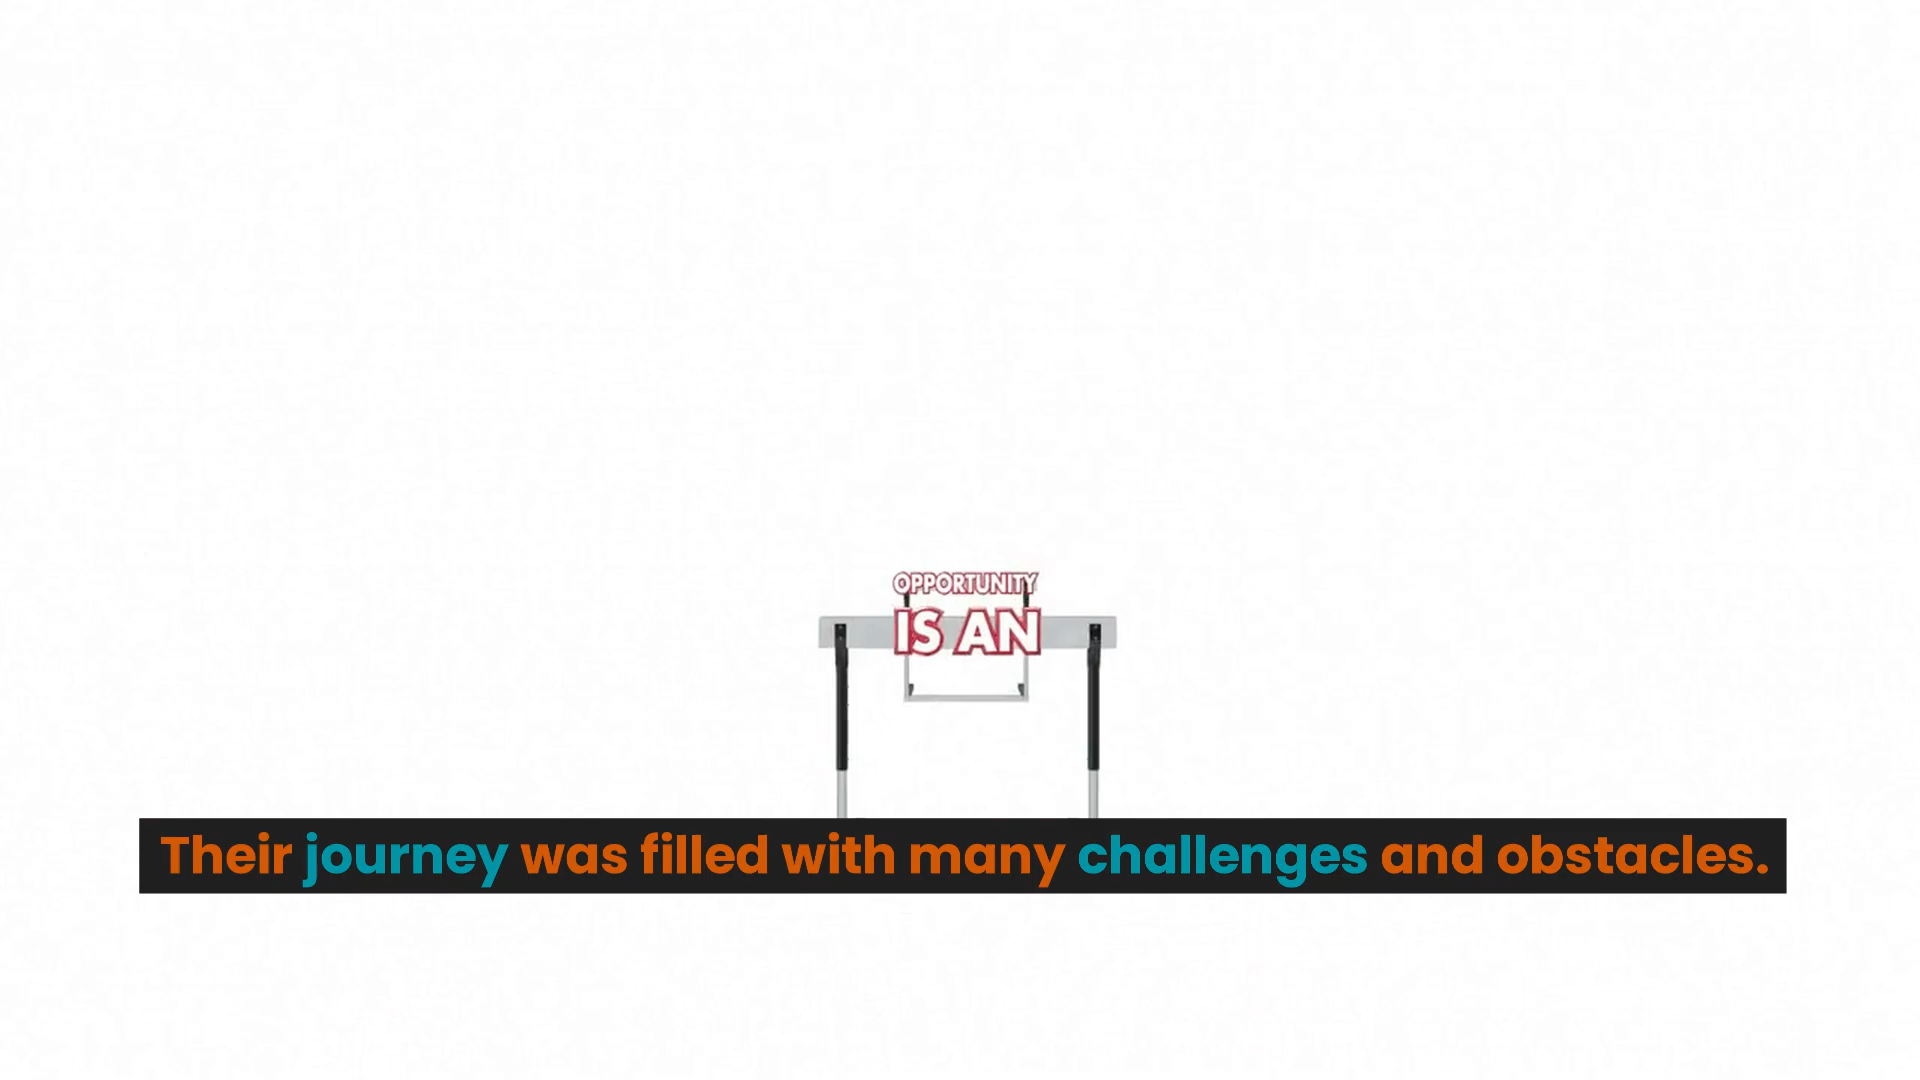 OPPORTUNITY
IS AN
Their journey was filled with many challenges and obstacles.